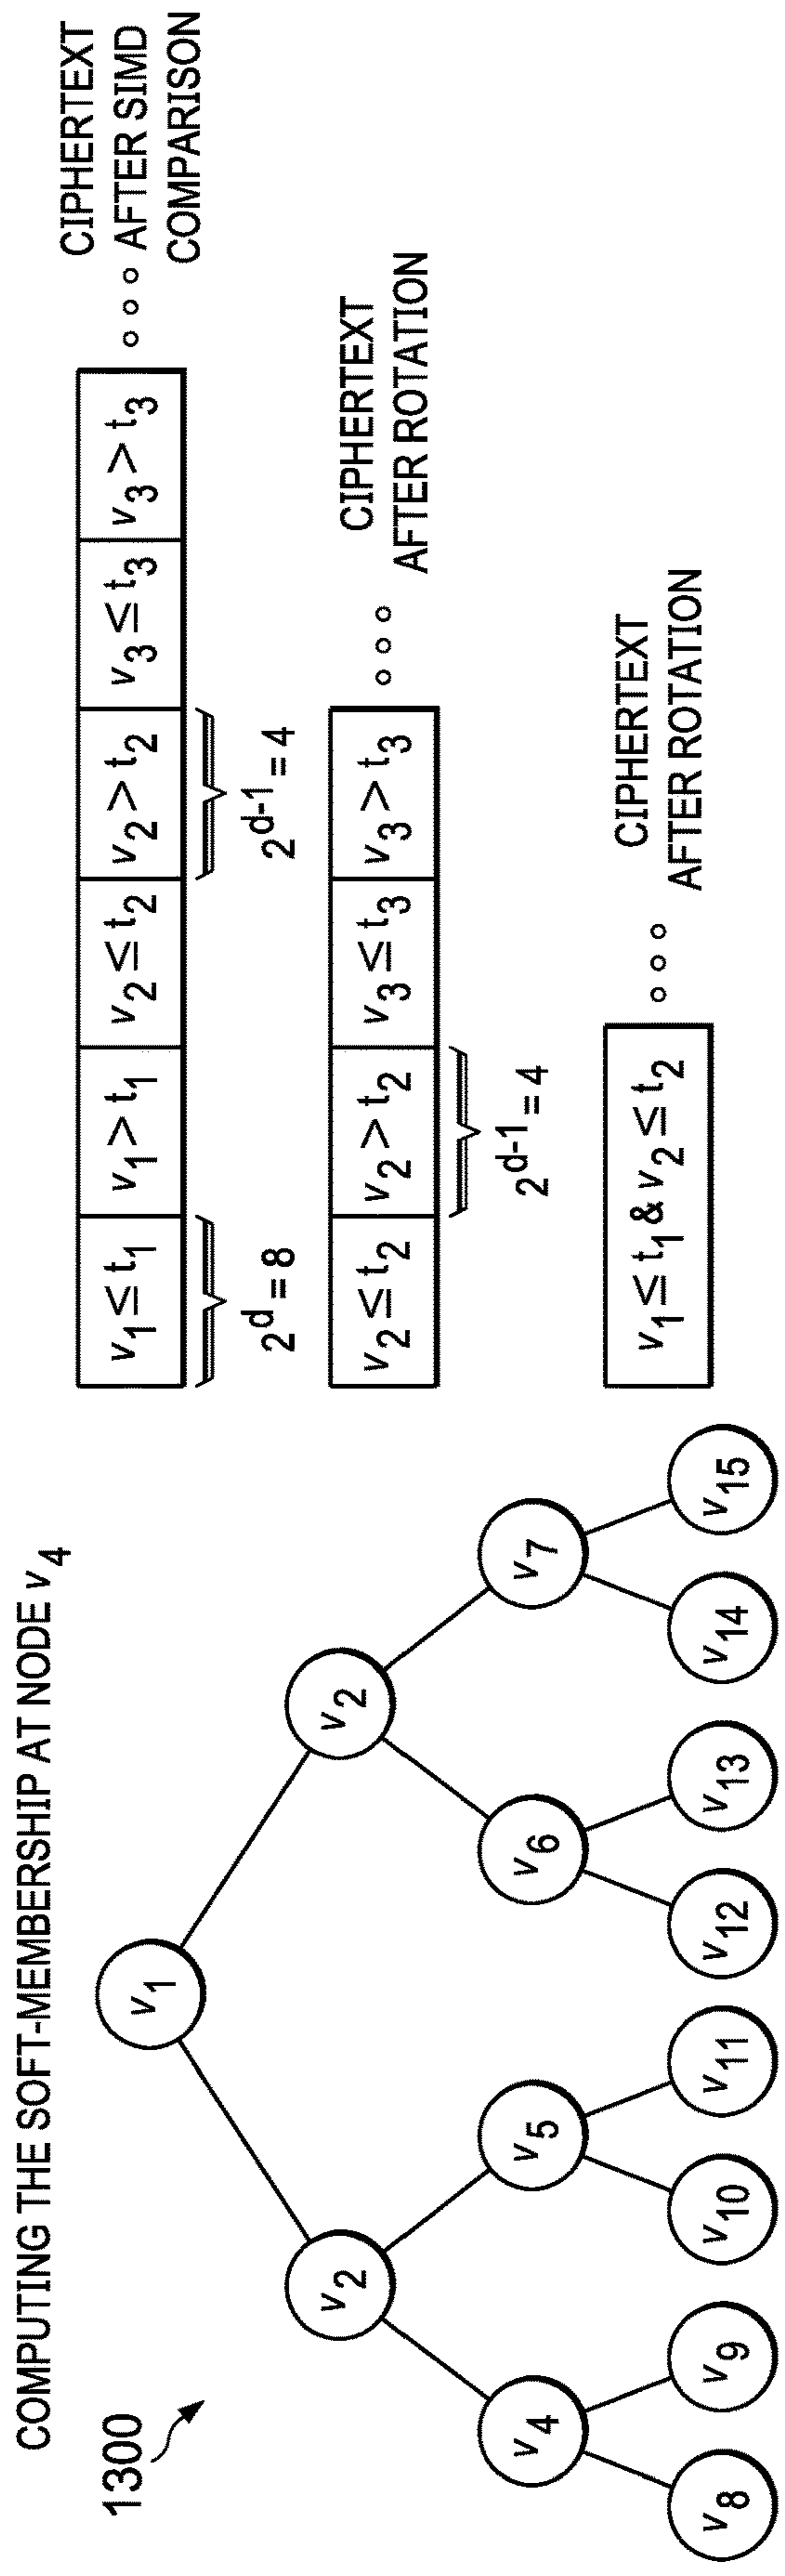 COMPUTING THE SOFT-MEMBERSHIP AT NODE v4
1300
v1
v2
v2
v4
v5
v6
v7
v8
v9
v10
v11
v12
v13
v14
v15
v1 ≤ t1
v1 > t1
v2 ≤ t2
v2 > t2
v3 ≤ t3
v3 > t3
CIPHERTEXT
AFTER SIMD
COMPARISON
2^d = 8
2^d-1 = 4
v2 ≤ t2
v2 > t2
v3 ≤ t3
v3 > t3
CIPHERTEXT
AFTER ROTATION
2^d-1 = 4
v1 ≤ t1 & v2 ≤ t2
CIPHERTEXT
AFTER ROTATION